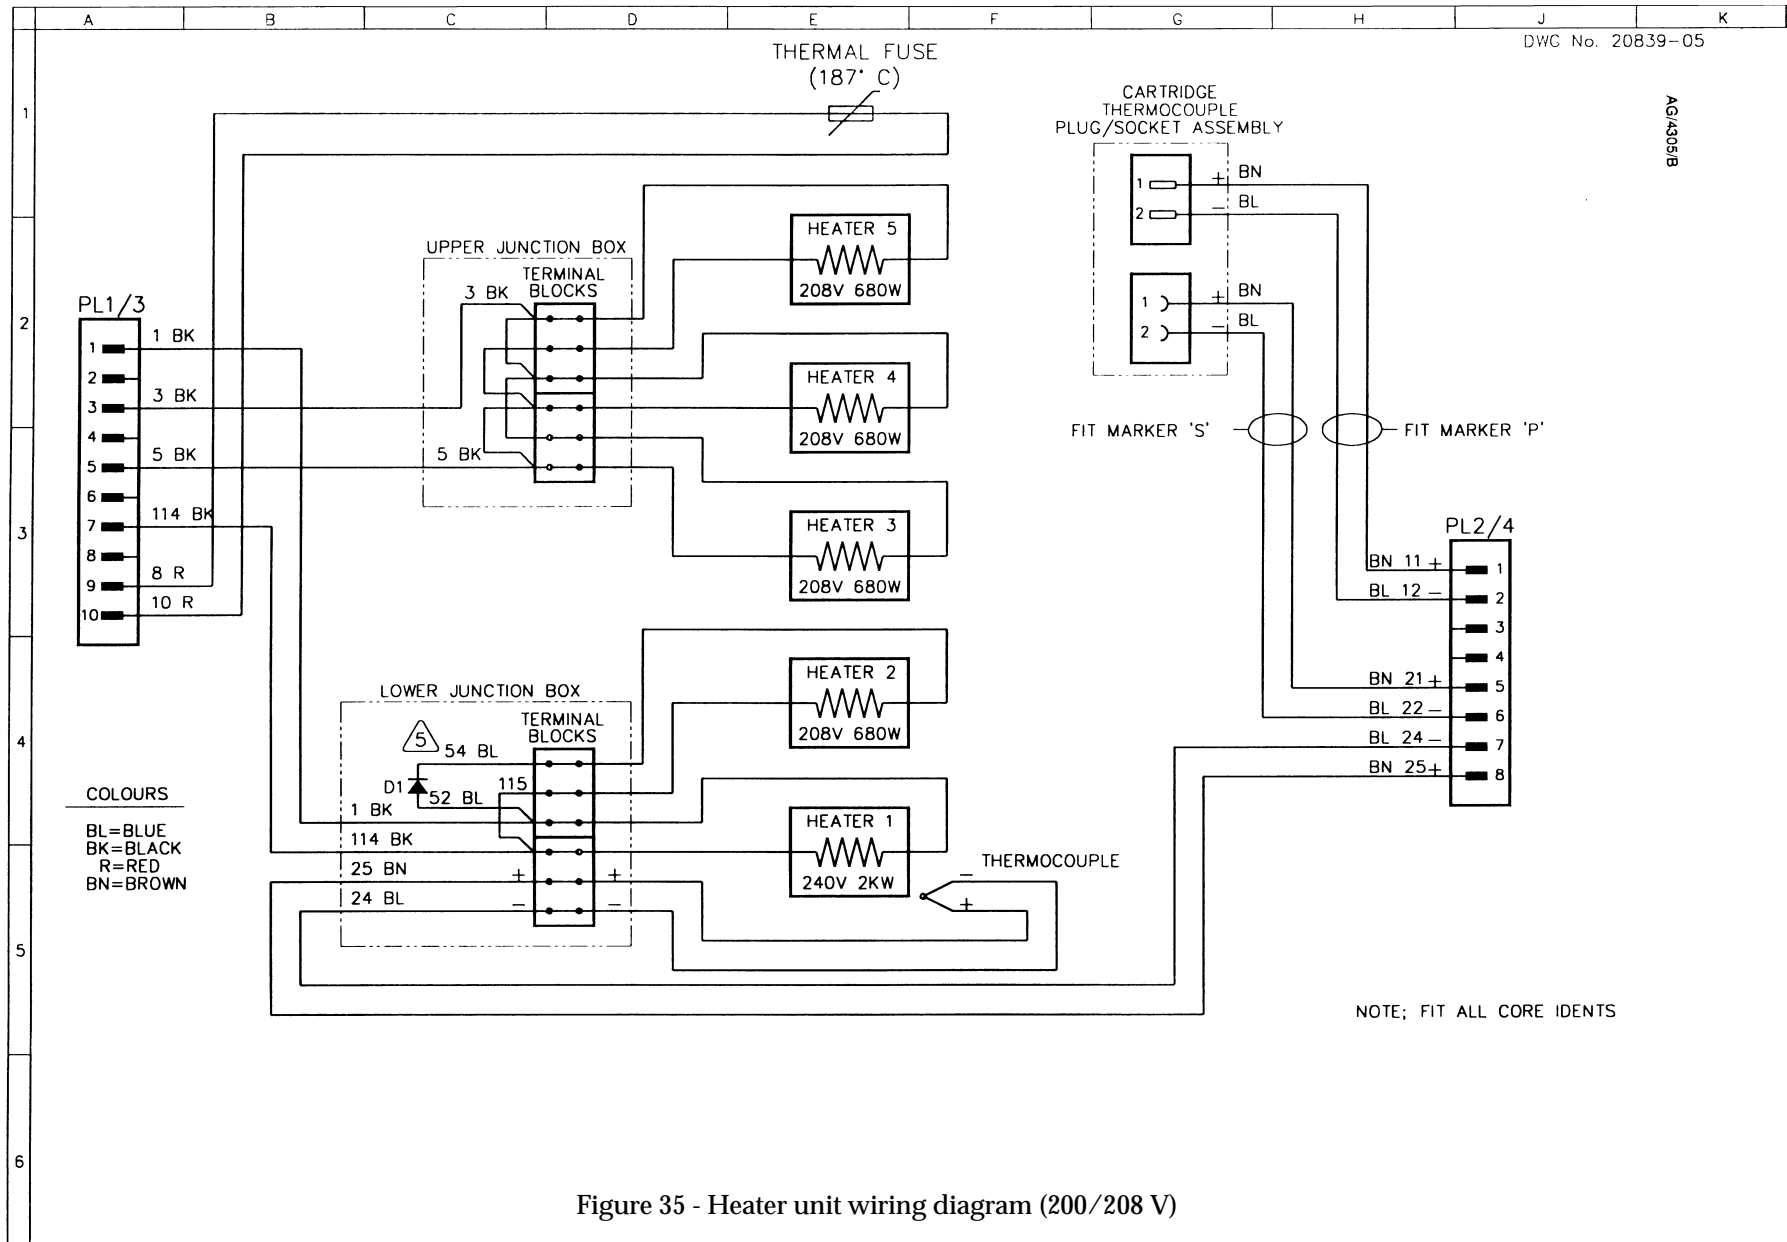 A B C D E F G H J K
DWG No. 20839-05
AG/4305/B
1
2
3
4
5
6
THERMAL FUSE
(187° C)
CARTRIDGE
THERMOCOUPLE
PLUG/SOCKET ASSEMBLY
1 + BN
2 − BL
1 + BN
2 − BL
FIT MARKER 'S'
FIT MARKER 'P'
UPPER JUNCTION BOX
TERMINAL
BLOCKS
3 BK
5 BK
HEATER 5
208V 680W
HEATER 4
208V 680W
HEATER 3
208V 680W
PL1/3
1 1 BK
2
3 3 BK
4
5 5 BK
6
7 114 BK
8
9 8 R
10 10 R
PL2/4
BN 11 + 1
BL 12 − 2
3
4
BN 21 + 5
BL 22 − 6
BL 24 − 7
BN 25 + 8
LOWER JUNCTION BOX
TERMINAL
BLOCKS
5
54 BL
D1
115
52 BL
1 BK
114 BK
25 BN + +
24 BL − −
HEATER 2
208V 680W
HEATER 1
240V 2KW
THERMOCOUPLE
−
+
COLOURS
BL=BLUE
BK=BLACK
R=RED
BN=BROWN
NOTE; FIT ALL CORE IDENTS
Figure 35 - Heater unit wiring diagram (200/208 V)